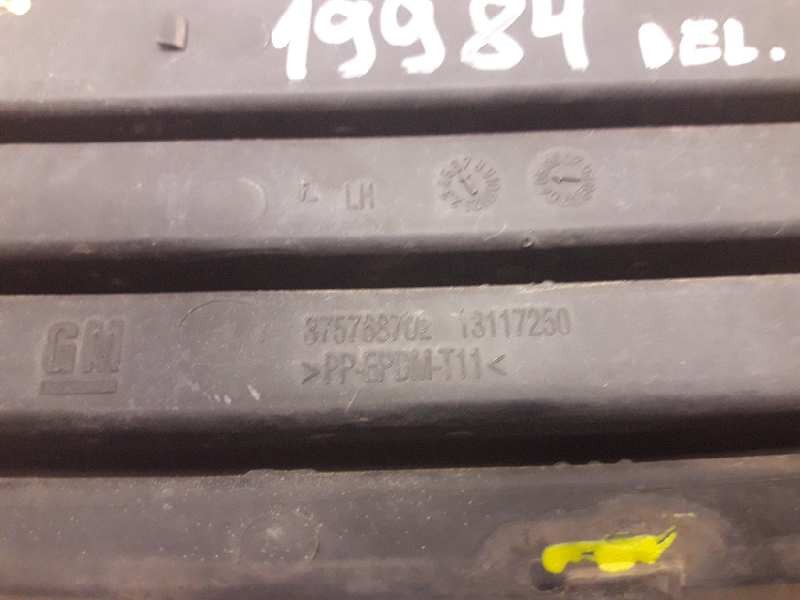 19984 DEL.
LH
GM
375768702 13117250
>PP-EPDM-T11<